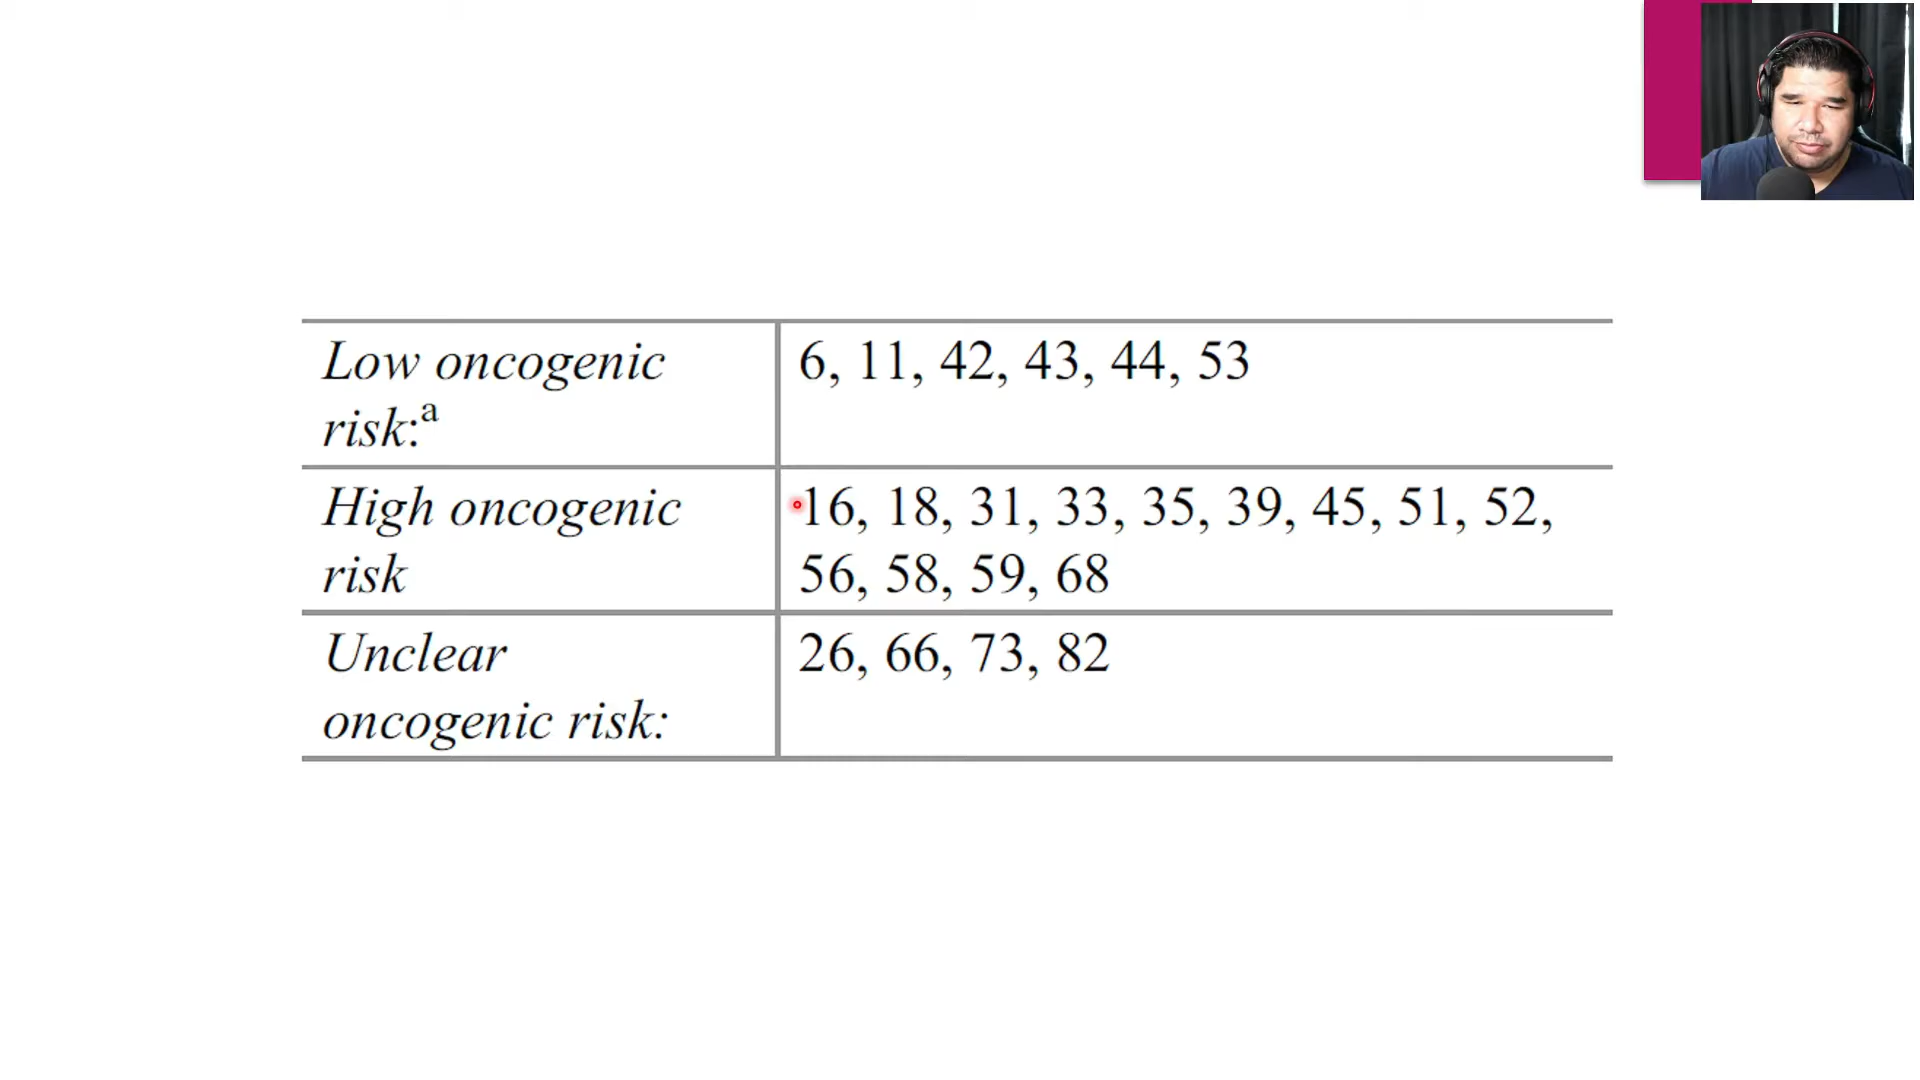 Low oncogenic
risk:a
6, 11, 42, 43, 44, 53
High oncogenic
risk
16, 18, 31, 33, 35, 39, 45, 51, 52,
56, 58, 59, 68
Unclear
oncogenic risk:
26, 66, 73, 82